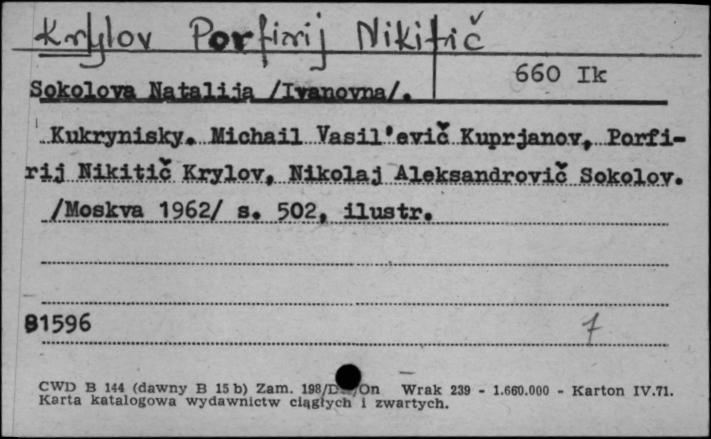 Krylov Porfirij Nikitič
660 Ik
Sokolova Natalija /Ivanovna/.
Kukrynisky. Michail Vasil'evič Kuprjanov, Porfi-
rij Nikitič Krylov, Nikolaj Aleksandrovič Sokolov.
/Moskva 1962/ s. 502, ilustr.
91596
7
CWD B 144 (dawny B 15 b) Zam. 198/ /On Wrak 239 - 1.660.000 - Karton IV.71.
Karta katalogowa wydawnictw ciągłych i zwartych.